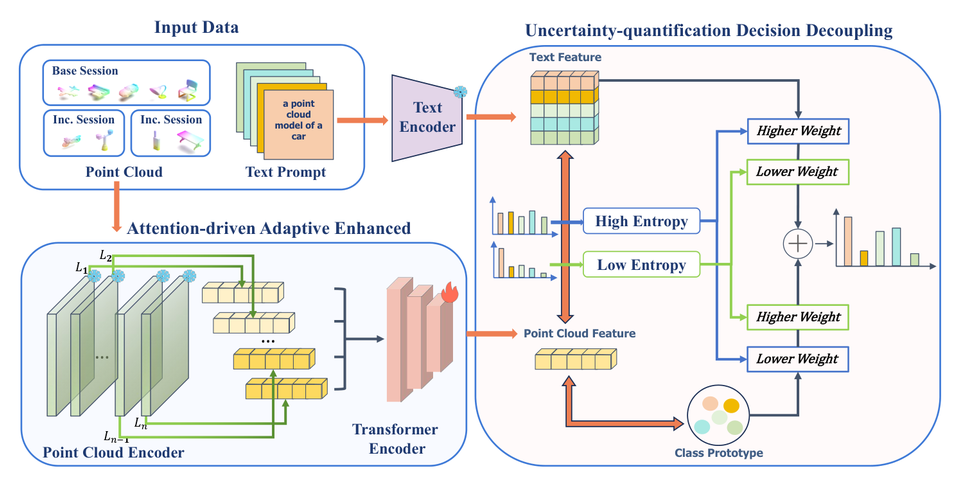 Input Data
Base Session
Inc. Session
Inc. Session
Point Cloud
a point
cloud
model of a
car
Text Prompt
Text
Encoder
Uncertainty-quantification Decision Decoupling
Text Feature
Higher Weight
Lower Weight
High Entropy
Low Entropy
Higher Weight
Lower Weight
Point Cloud Feature
Class Prototype
Attention-driven Adaptive Enhanced
L1
L2
...
...
Ln
Ln-1
Point Cloud Encoder
Transformer
Encoder